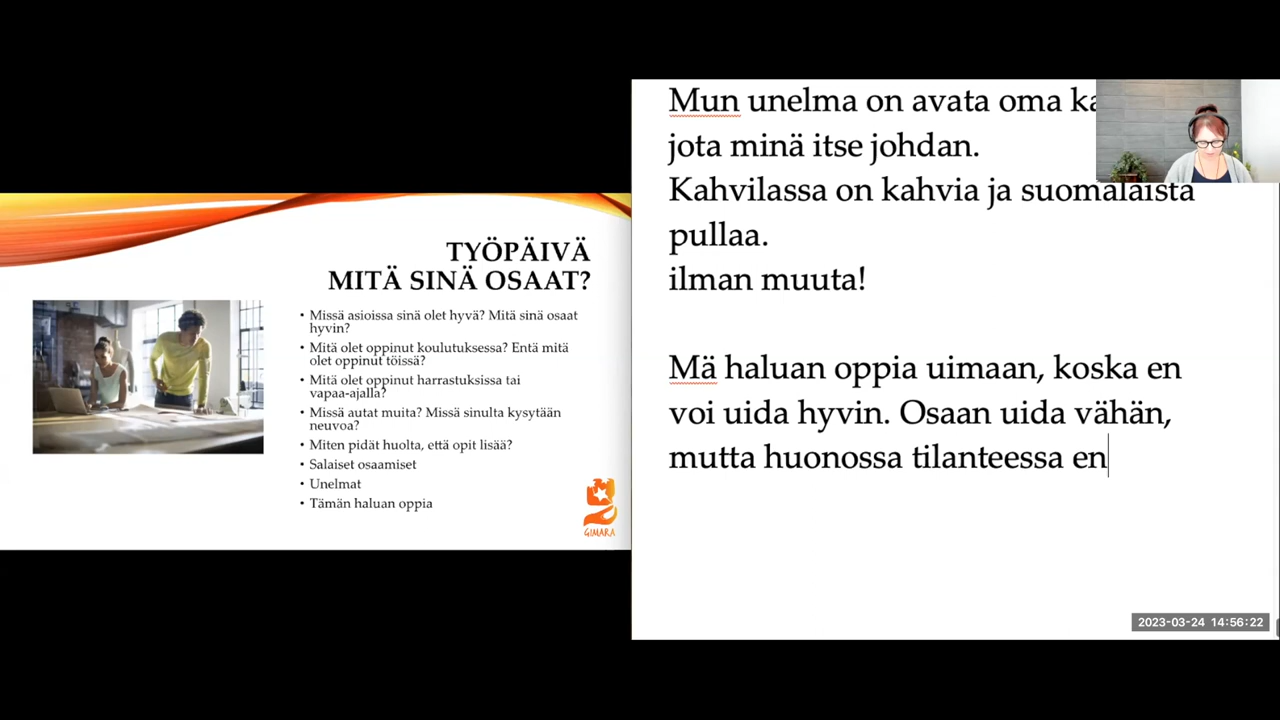 TYÖPÄIVÄ
MITÄ SINÄ OSAAT?
• Missä asioissa sinä olet hyvä? Mitä sinä osaat
hyvin?
• Mitä olet oppinut koulutuksessa? Entä mitä
olet oppinut töissä?
• Mitä olet oppinut harrastuksissa tai
vapaa-ajalla?
• Missä autat muita? Missä sinulta kysytään
neuvoa?
• Miten pidät huolta, että opit lisää?
• Salaiset osaamiset
• Unelmat
• Tämän haluan oppia
GIMARA
Mun unelma on avata oma
jota minä itse johdan.
Kahvilassa on kahvia ja suomalaista
pullaa.
ilman muuta!
Mä haluan oppia uimaan, koska en
voi uida hyvin. Osaan uida vähän,
mutta huonossa tilanteessa en
2023-03-24 14:56:22